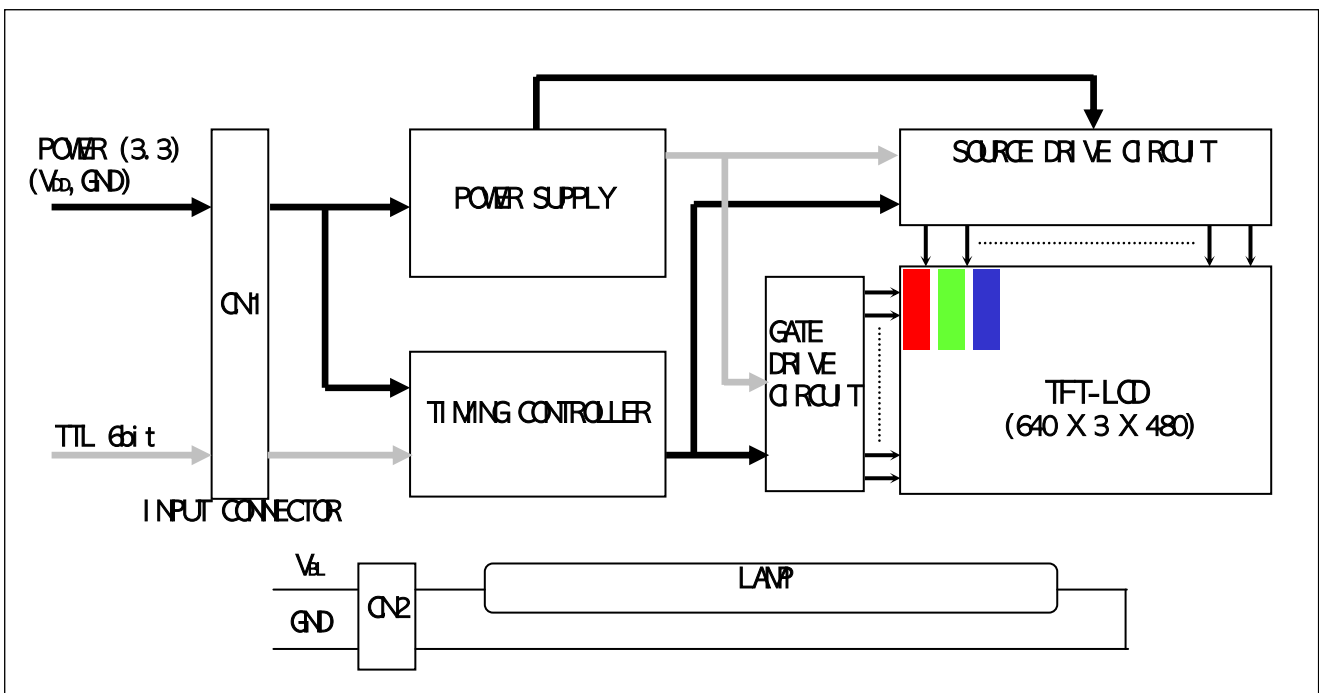 POWER (3.3)
(VDD, GND)
CN1
TTL 6bit
INPUT CONNECTOR
POWER SUPPLY
TIMING CONTROLLER
SOURCE DRIVE CIRCUIT
GATE
DRIVE
CIRCUIT
TFT-LCD
(640 X 3 X 480)
VBL
GND
CN2
LAMP